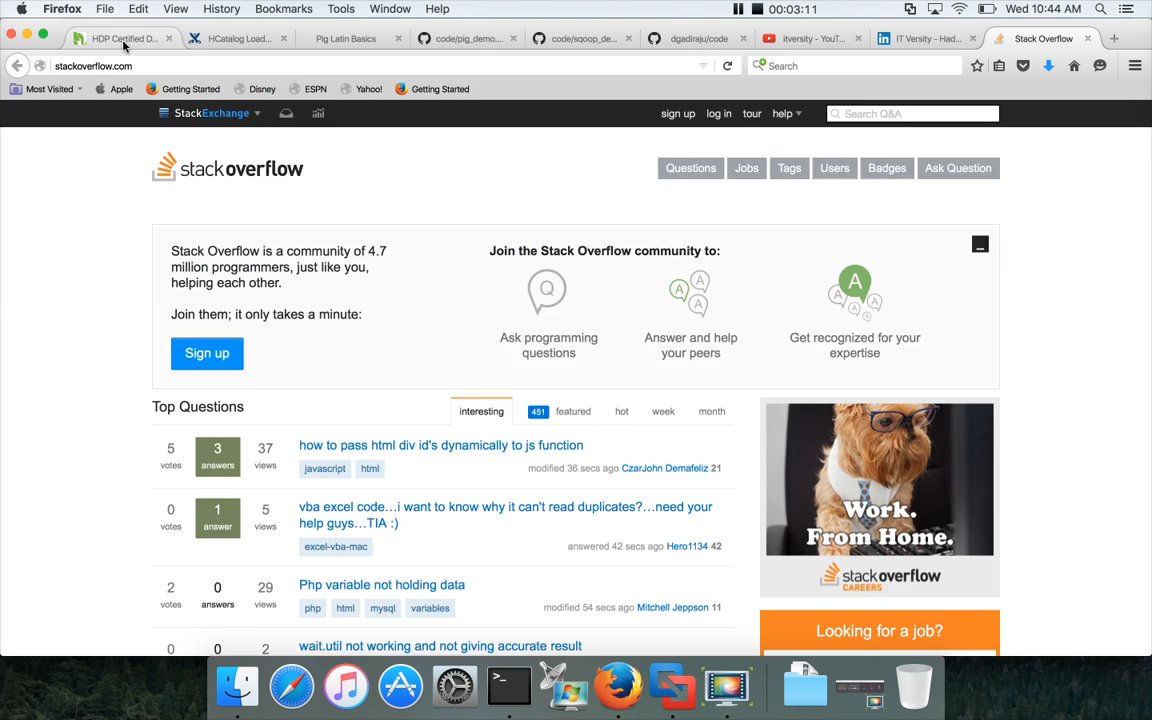 Firefox File Edit View History Bookmarks Tools Window Help 00:03:11 Wed 10:44 AM
HDP Certified D... HCatalog Load... Pig Latin Basics code/pig_demo.... code/sqoop_de... dgadiraju/code itversity - YouT... IT Versity - Had... Stack Overflow
stackoverflow.com Search
Most Visited Apple Getting Started Disney ESPN Yahoo! Getting Started
StackExchange sign up log in tour help Search Q&A
stackoverflow Questions Jobs Tags Users Badges Ask Question
Stack Overflow is a community of 4.7
million programmers, just like you,
helping each other.
Join them; it only takes a minute:
Sign up
Join the Stack Overflow community to:
Q A A A A
Ask programming
questions
Answer and help
your peers
Get recognized for your
expertise
Top Questions interesting 451 featured hot week month
5 votes 3 answers 37 views
how to pass html div id's dynamically to js function
javascript html modified 36 secs ago CzarJohn Demafeliz 21
0 votes 1 answer 5 views
vba excel code...i want to know why it can't read duplicates?...need your
help guys...TIA :)
excel-vba-mac answered 42 secs ago Hero1134 42
2 votes 0 answers 29 views
Php variable not holding data
php html mysql variables modified 54 secs ago Mitchell Jeppson 11
0 0 2
wait.util not working and not giving accurate result
Work.
From Home.
stackoverflow
CAREERS
Looking for a job?
>_